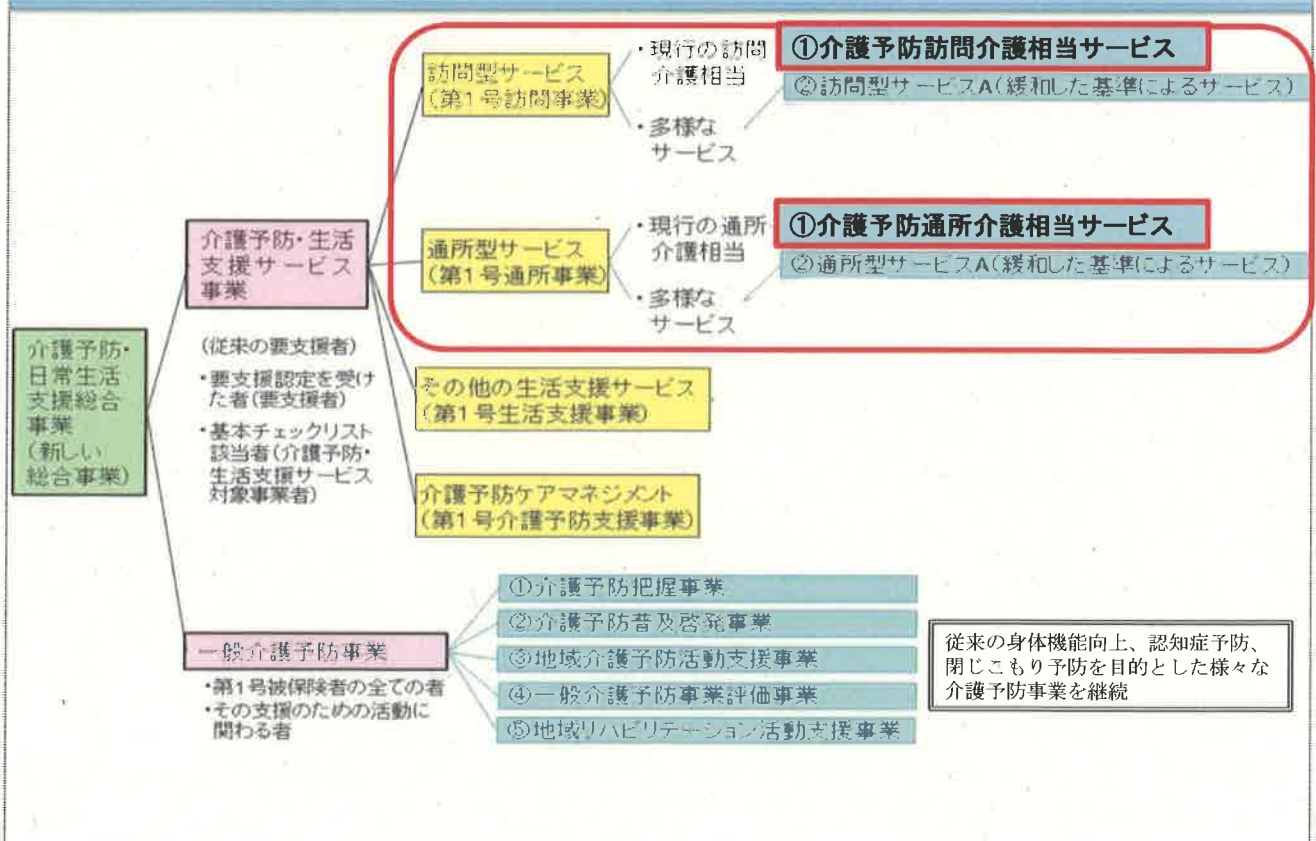 訪問型サービス
(第1号訪問事業)
・現行の訪問
介護相当
・多様な
サービス
①介護予防訪問介護相当サービス
②訪問型サービスA(緩和した基準によるサービス)
通所型サービス
(第1号通所事業)
・現行の通所
介護相当
・多様な
サービス
①介護予防通所介護相当サービス
②通所型サービスA(緩和した基準によるサービス)
介護予防・生活
支援サービス
事業
(従来の要支援者)
・要支援認定を受け
た者(要支援者)
・基本チェックリスト
該当者(介護予防・
生活支援サービス
対象事業者)
その他の生活支援サービス
(第1号生活支援事業)
介護予防ケアマネジメント
(第1号介護予防支援事業)
介護予防・
日常生活
支援総合
事業
(新しい
総合事業)
一般介護予防事業
・第1号被保険者の全ての者
・その支援のための活動に
関わる者
①介護予防把握事業
②介護予防普及啓発事業
③地域介護予防活動支援事業
④一般介護予防事業評価事業
⑤地域リハビリテーション活動支援事業
従来の身体機能向上、認知症予防、
閉じこもり予防を目的とした様々な
介護予防事業を継続